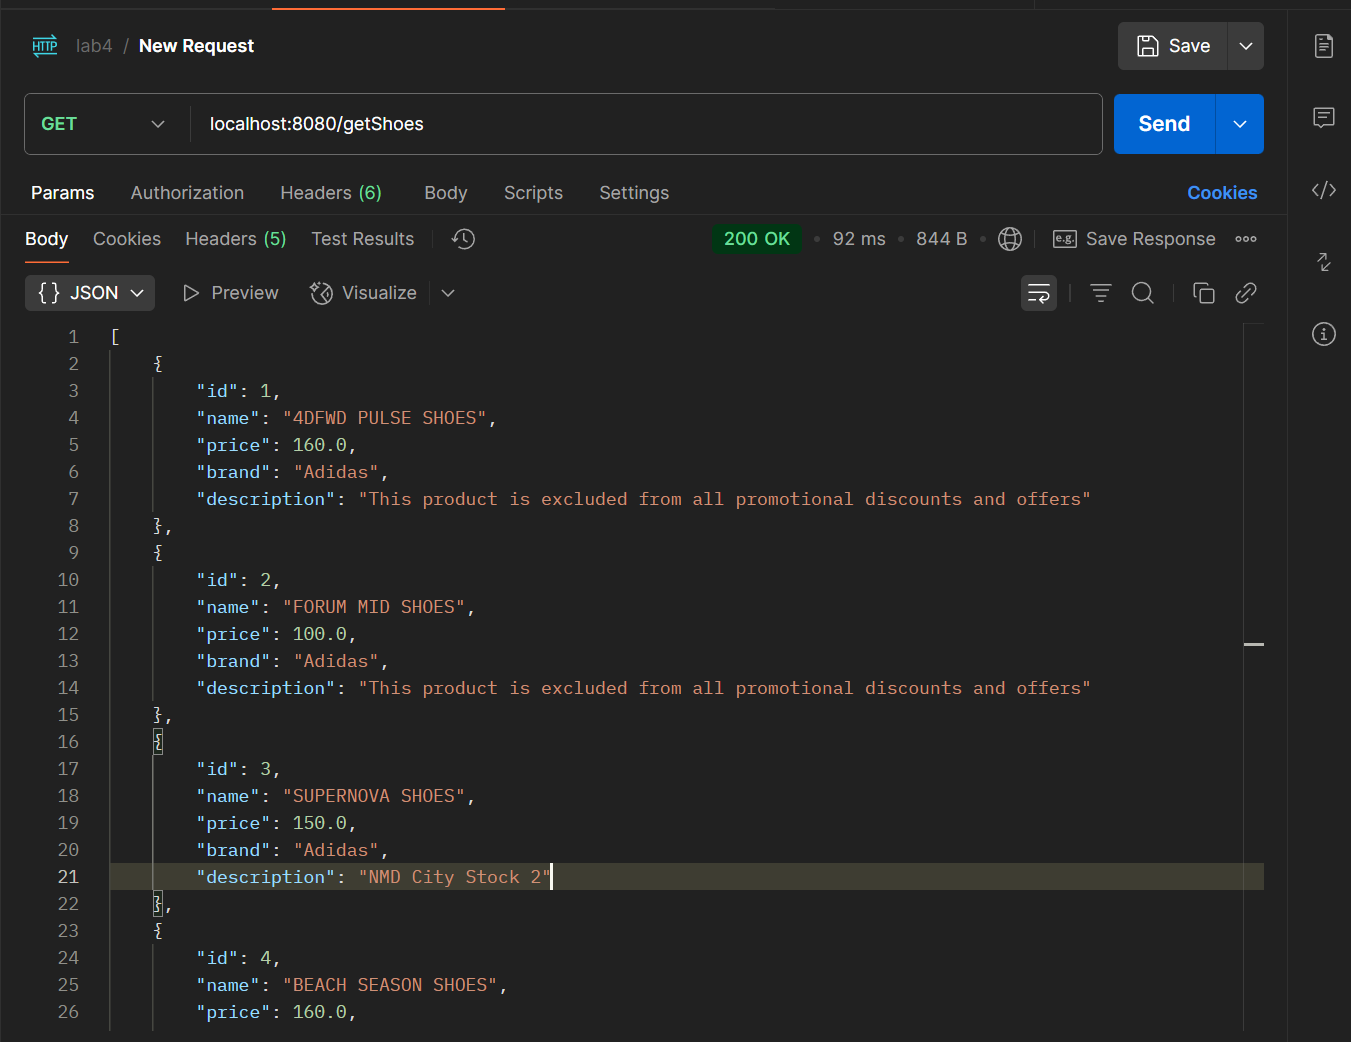 HTTP lab4 / New Request Save
GET localhost:8080/getShoes Send
Params Authorization Headers (6) Body Scripts Settings Cookies
Body Cookies Headers (5) Test Results 200 OK • 92 ms • 844 B • e.g. Save Response
{} JSON Preview Visualize
1 [
2 {
3 "id": 1,
4 "name": "4DFWD PULSE SHOES",
5 "price": 160.0,
6 "brand": "Adidas",
7 "description": "This product is excluded from all promotional discounts and offers"
8 },
9 {
10 "id": 2,
11 "name": "FORUM MID SHOES",
12 "price": 100.0,
13 "brand": "Adidas",
14 "description": "This product is excluded from all promotional discounts and offers"
15 },
16 {
17 "id": 3,
18 "name": "SUPERNOVA SHOES",
19 "price": 150.0,
20 "brand": "Adidas",
21 "description": "NMD City Stock 2"
22 },
23 {
24 "id": 4,
25 "name": "BEACH SEASON SHOES",
26 "price": 160.0,